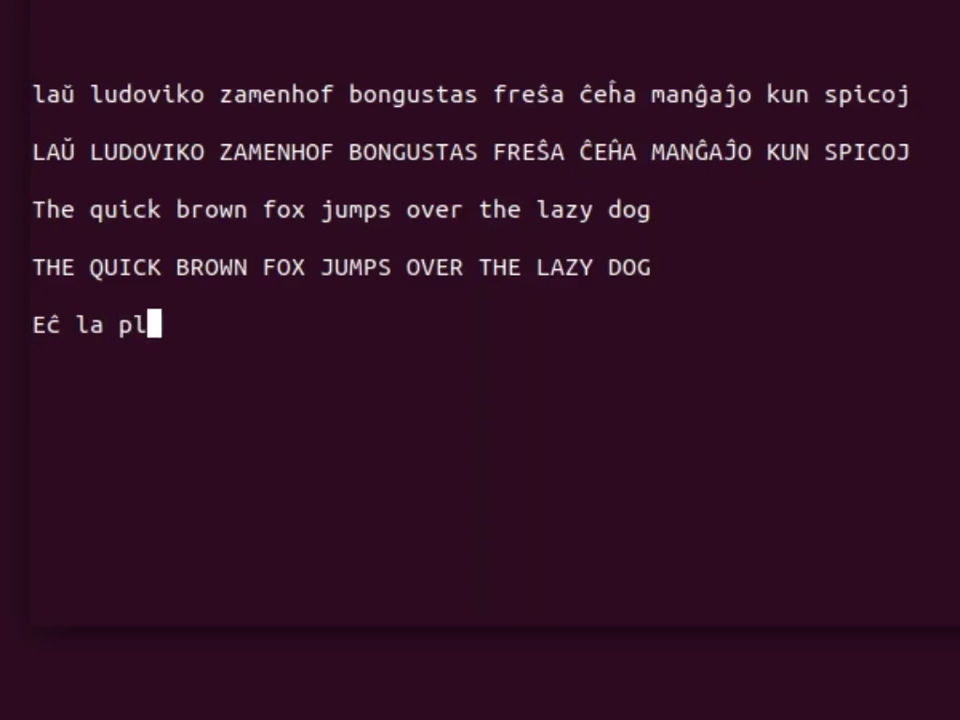 laŭ ludoviko zamenhof bongustas freŝa ĉeĥa manĝaĵo kun spicoj
LAŬ LUDOVIKO ZAMENHOF BONGUSTAS FREŜA ĈEĤA MANĜAĴO KUN SPICOJ
The quick brown fox jumps over the lazy dog
THE QUICK BROWN FOX JUMPS OVER THE LAZY DOG
Eĉ la pl